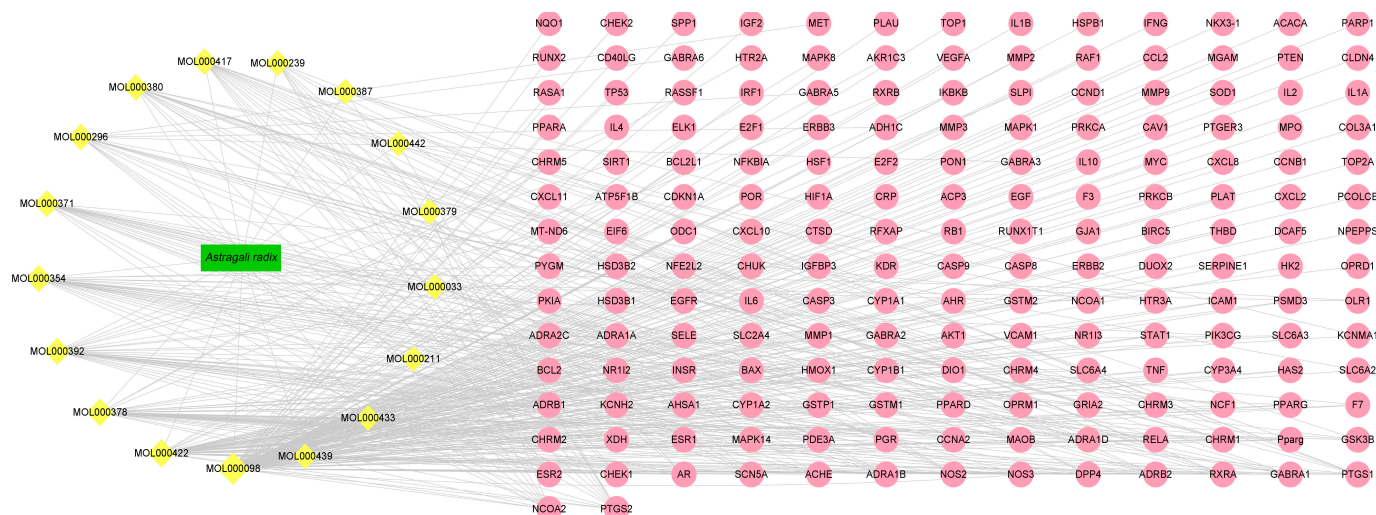 MOL000417
MOL000239
MOL000380
MOL000387
MOL000296
MOL000442
MOL000371
MOL000379
Astragali radix
MOL000354
MOL000033
MOL000392
MOL000211
MOL000378
MOL000433
MOL000422
MOL000439
MOL000098
NQO1 CHEK2 SPP1 IGF2 MET PLAU TOP1 IL1B HSPB1 IFNG NKX3-1 ACACA PARP1
RUNX2 CD40LG GABRA6 HTR2A MAPK8 AKR1C3 VEGFA MMP2 RAF1 CCL2 MGAM PTEN CLDN4
RASA1 TP53 RASSF1 IRF1 GABRA5 RXRB IKBKB SLPI CCND1 MMP9 SOD1 IL2 IL1A
PPARA IL4 ELK1 E2F1 ERBB3 ADH1C MMP3 MAPK1 PRKCA CAV1 PTGER3 MPO COL3A1
CHRM5 SIRT1 BCL2L1 NFKBIA HSF1 E2F2 PON1 GABRA3 IL10 MYC CXCL8 CCNB1 TOP2A
CXCL11 ATP5F1B CDKN1A POR HIF1A CRP ACP3 EGF F3 PRKCB PLAT CXCL2 PCOLCE
MT-ND6 EIF6 ODC1 CXCL10 CTSD RFXAP RB1 RUNX1T1 GJA1 BIRC5 THBD DCAF5 NPEPPS
PYGM HSD3B2 NFE2L2 CHUK IGFBP3 KDR CASP9 CASP8 ERBB2 DUOX2 SERPINE1 HK2 OPRD1
PKIA HSD3B1 EGFR IL6 CASP3 CYP1A1 AHR GSTM2 NCOA1 HTR3A ICAM1 PSMD3 OLR1
ADRA2C ADRA1A SELE SLC2A4 MMP1 GABRA2 AKT1 VCAM1 NR1I3 STAT1 PIK3CG SLC6A3 KCNMA1
BCL2 NR1I2 INSR BAX HMOX1 CYP1B1 DIO1 CHRM4 SLC6A4 TNF CYP3A4 HAS2 SLC6A2
ADRB1 KCNH2 AHSA1 CYP1A2 GSTP1 GSTM1 PPARD OPRM1 GRIA2 CHRM3 NCF1 PPARG F7
CHRM2 XDH ESR1 MAPK14 PDE3A PGR CCNA2 MAOB ADRA1D RELA CHRM1 Pparg GSK3B
ESR2 CHEK1 AR SCN5A ACHE ADRA1B NOS2 NOS3 DPP4 ADRB2 RXRA GABRA1 PTGS1
NCOA2 PTGS2